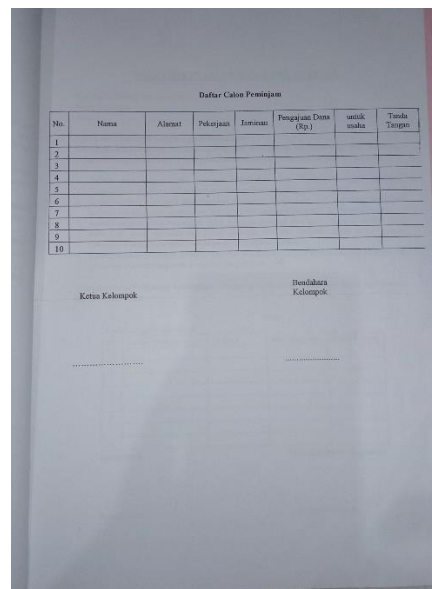 Daftar Calon Peminjam
No. Nama Alamat Pekerjaan Jaminan Pengajuan Dana (Rp.) untuk usaha Tanda Tangan
1
2
3
4
5
6
7
8
9
10
Ketua Kelompok
Bendahara
Kelompok